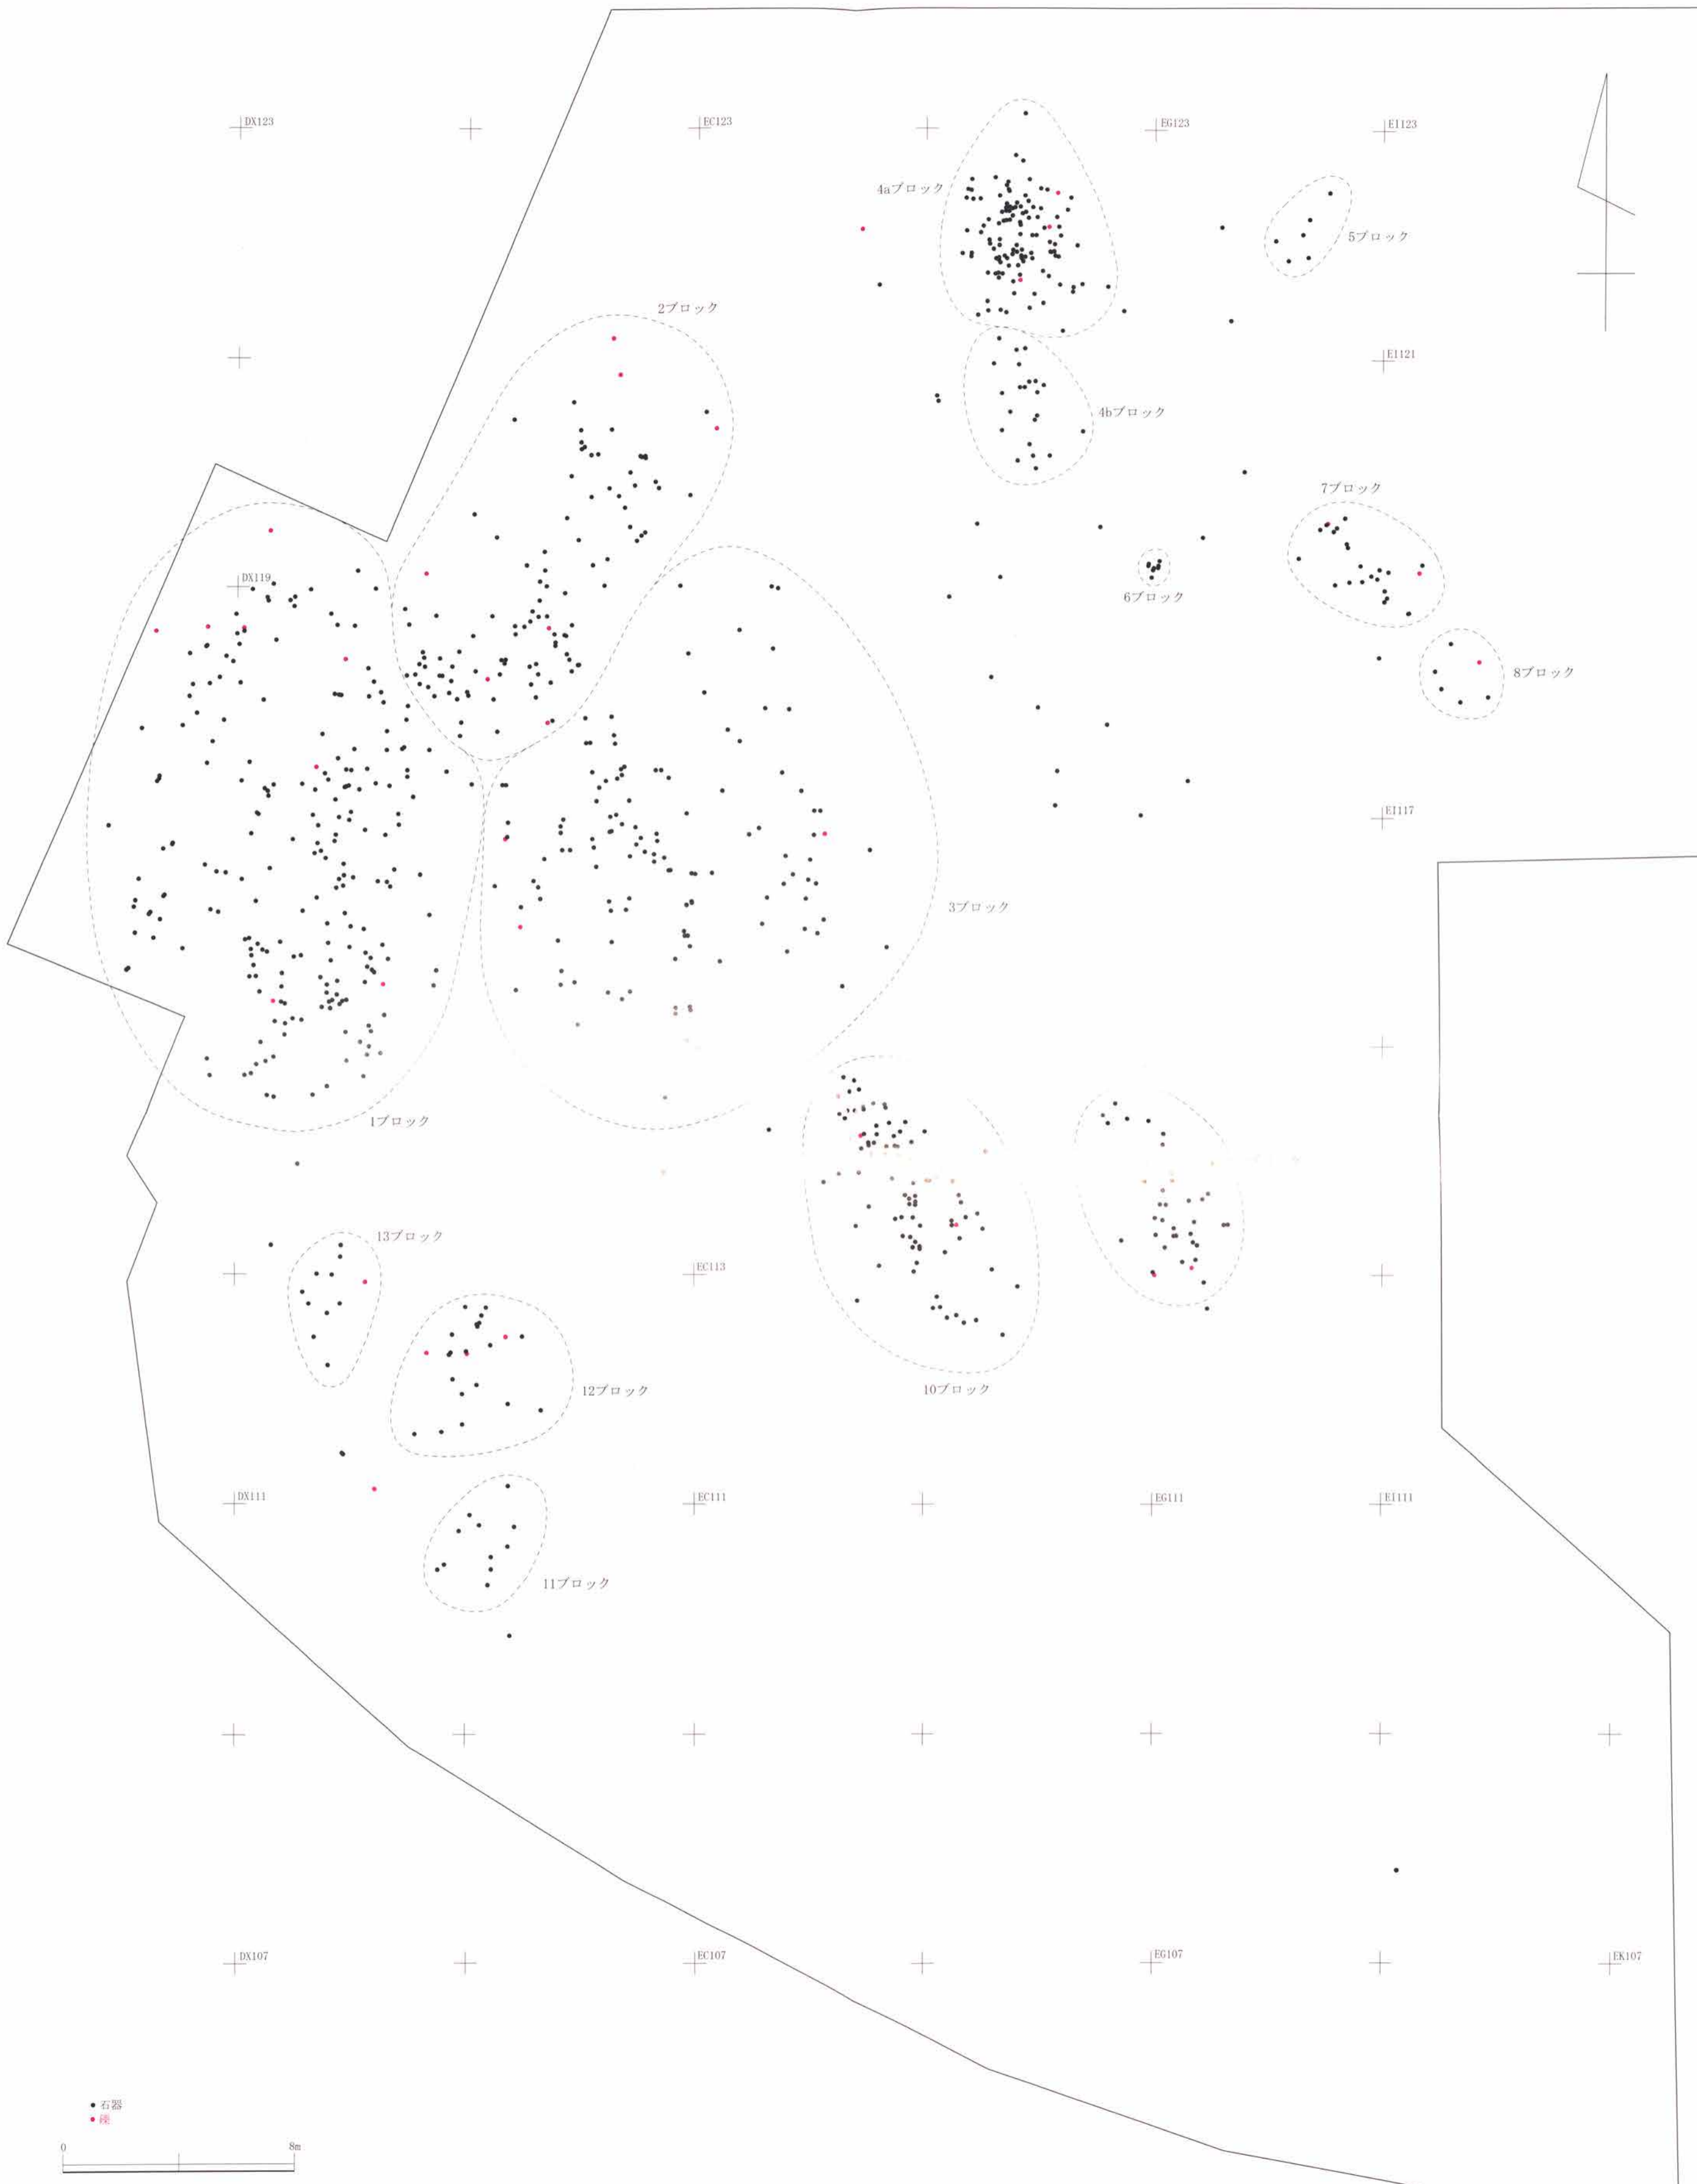 DX123
EC123
EG123
EI123
4aブロック
5ブロック
2ブロック
EI121
4bブロック
7ブロック
DX119
6ブロック
8ブロック
EI117
3ブロック
1ブロック
13ブロック
EC113
12ブロック
10ブロック
DX111
EC111
EG111
EI111
11ブロック
DX107
EC107
EG107
EK107
石器
礫
0
8m